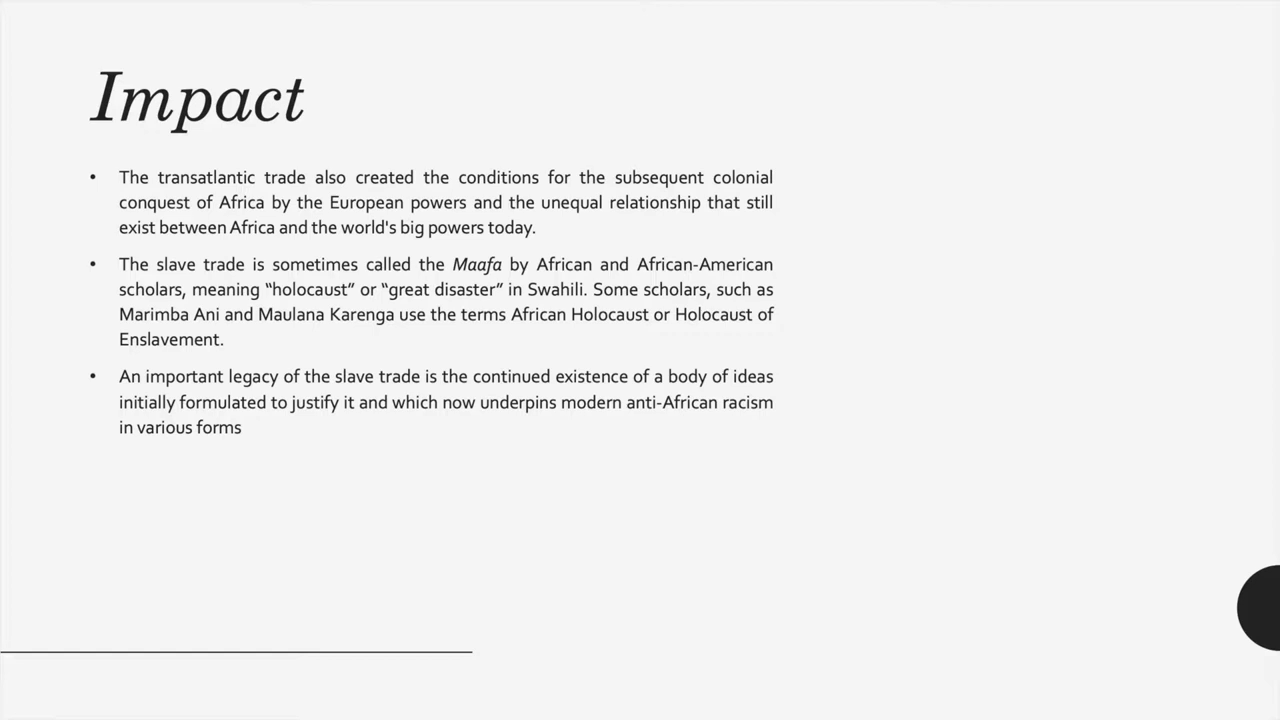 Impact
• The transatlantic trade also created the conditions for the subsequent colonial
conquest of Africa by the European powers and the unequal relationship that still
exist between Africa and the world's big powers today.
• The slave trade is sometimes called the Maafa by African and African-American
scholars, meaning “holocaust” or “great disaster” in Swahili. Some scholars, such as
Marimba Ani and Maulana Karenga use the terms African Holocaust or Holocaust of
Enslavement.
• An important legacy of the slave trade is the continued existence of a body of ideas
initially formulated to justify it and which now underpins modern anti-African racism
in various forms